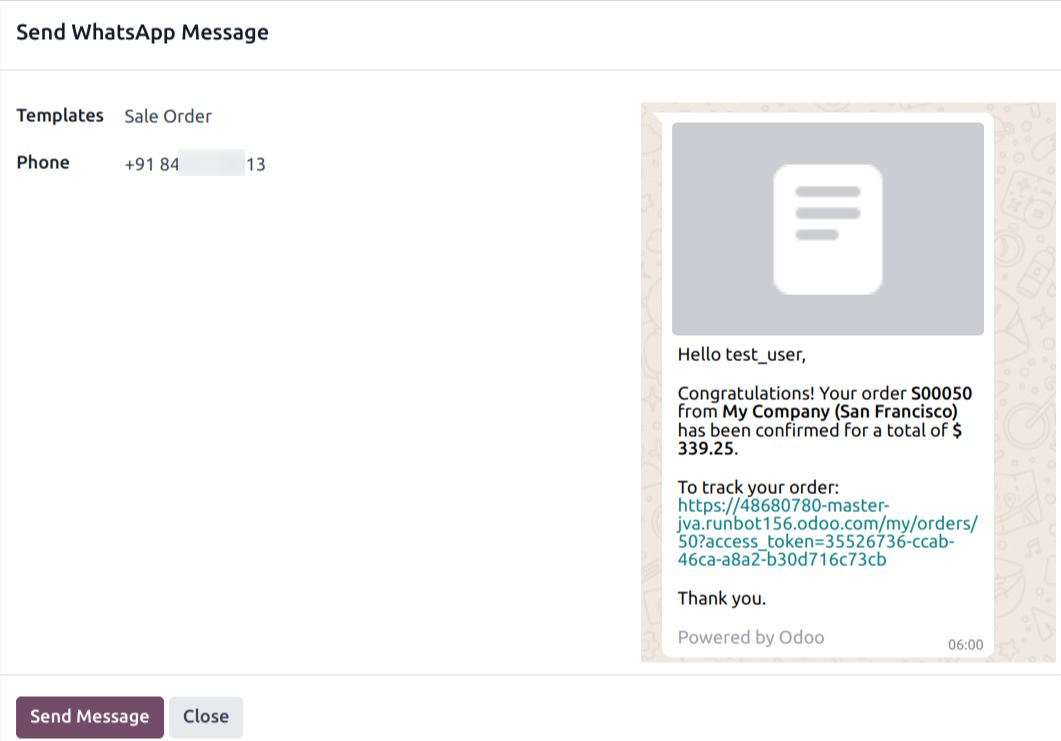 Send WhatsApp Message
Templates Sale Order
Phone +91 84 13
Hello test_user,
Congratulations! Your order S00050
from My Company (San Francisco)
has been confirmed for a total of $
339.25.
To track your order:
https://48680780-master-
jva.runbot156.odoo.com/my/orders/
50?access_token=35526736-ccab-
46ca-a8a2-b30d716c73cb
Thank you.
Powered by Odoo
06:00
Send Message Close